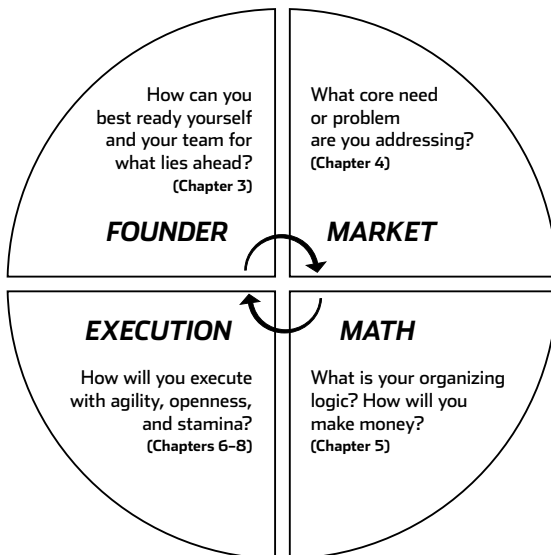 How can you
best ready yourself
and your team for
what lies ahead?
(Chapter 3)
FOUNDER
What core need
or problem
are you addressing?
(Chapter 4)
MARKET
EXECUTION
How will you execute
with agility, openness,
and stamina?
(Chapters 6–8)
MATH
What is your organizing
logic? How will you
make money?
(Chapter 5)